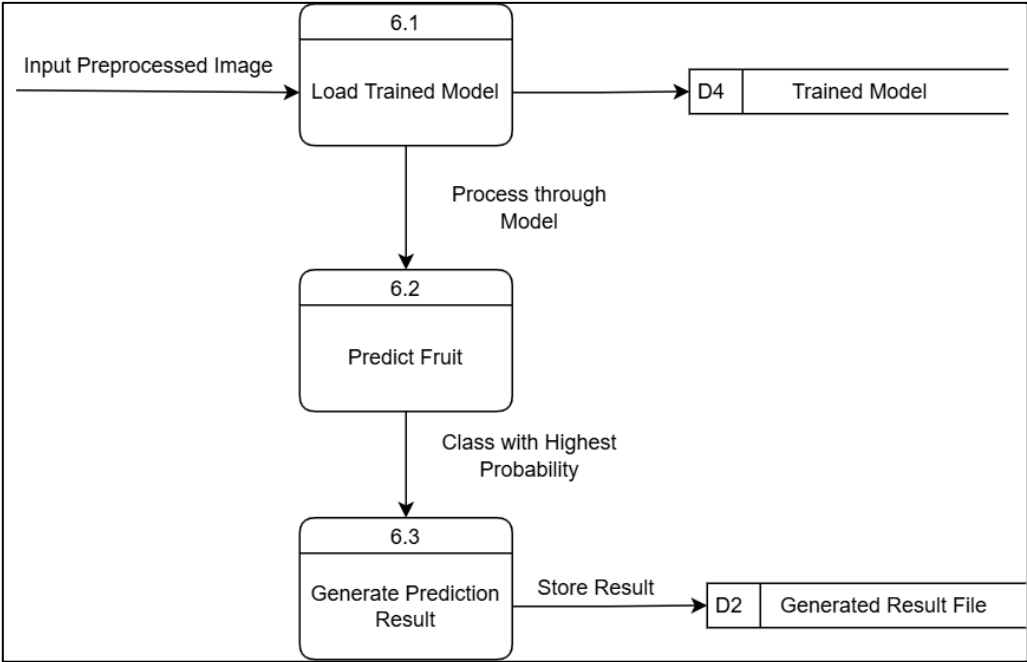 6.1
Input Preprocessed Image
Load Trained Model
D4
Trained Model
Process through
Model
6.2
Predict Fruit
Class with Highest
Probability
6.3
Generate Prediction
Result
Store Result
D2
Generated Result File